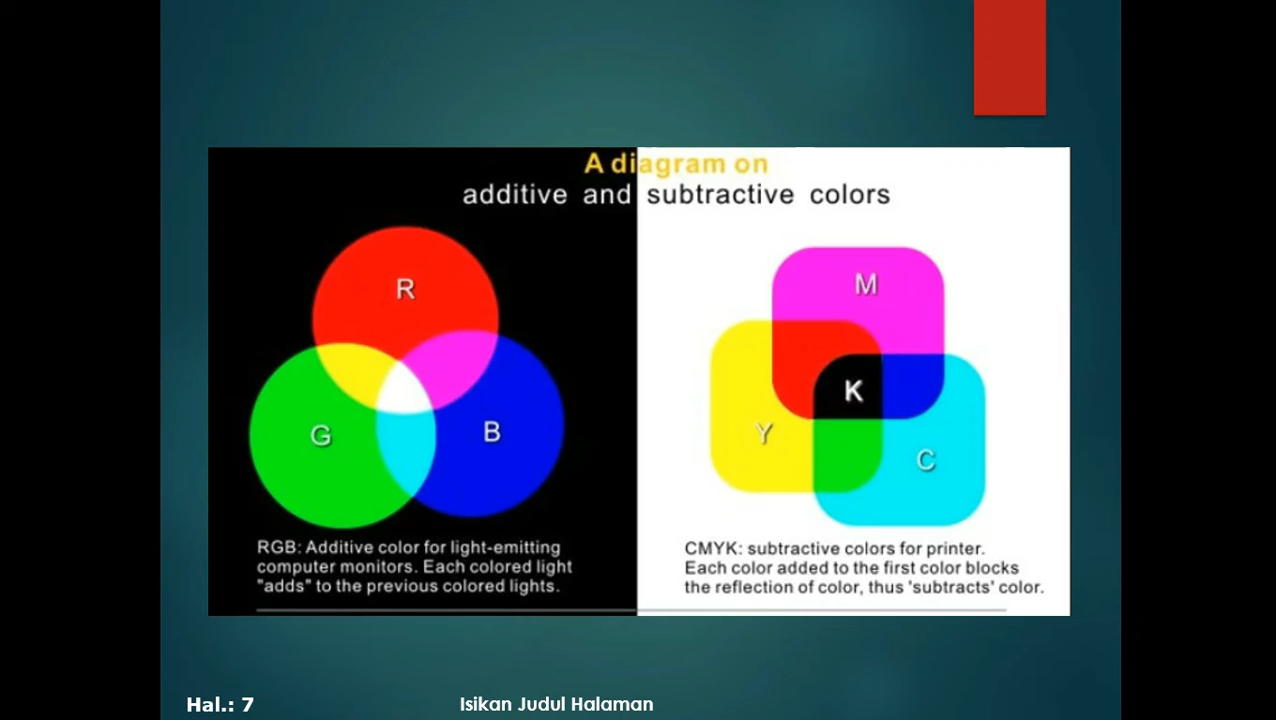 A diagram on
additive and subtractive colors
R
G
B
RGB: Additive color for light-emitting
computer monitors. Each colored light
"adds" to the previous colored lights.
M
Y
K
C
CMYK: subtractive colors for printer.
Each color added to the first color blocks
the reflection of color, thus 'subtracts' color.
Hal.: 7
Isikan Judul Halaman